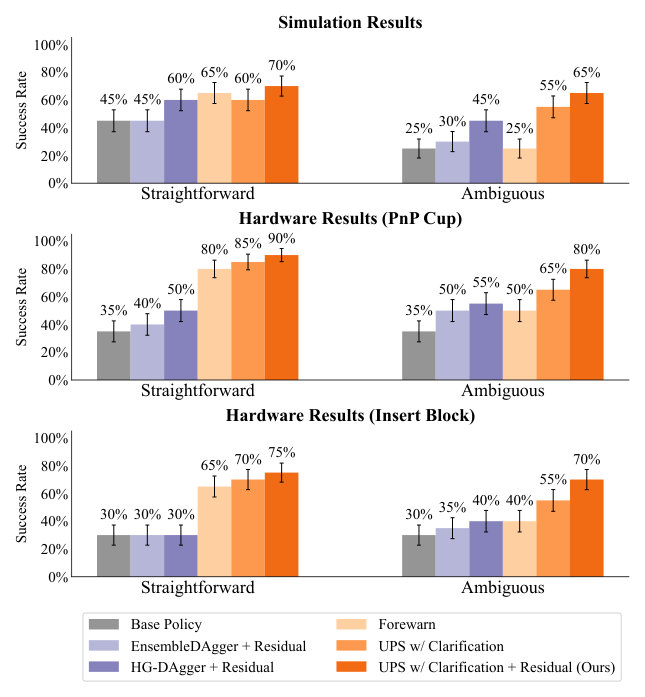 Simulation Results
100%
80%
60%
40%
20%
0%
Success Rate
45% 45% 60% 65% 60% 70%
25% 30% 45% 25% 55% 65%
Straightforward Ambiguous
Hardware Results (PnP Cup)
100%
80%
60%
40%
20%
0%
Success Rate
35% 40% 50% 80% 85% 90%
35% 50% 55% 50% 65% 80%
Straightforward Ambiguous
Hardware Results (Insert Block)
100%
80%
60%
40%
20%
0%
Success Rate
30% 30% 30% 65% 70% 75%
30% 35% 40% 40% 55% 70%
Straightforward Ambiguous
Base Policy
EnsembleDAgger + Residual
HG-DAgger + Residual
Forewarn
UPS w/ Clarification
UPS w/ Clarification + Residual (Ours)